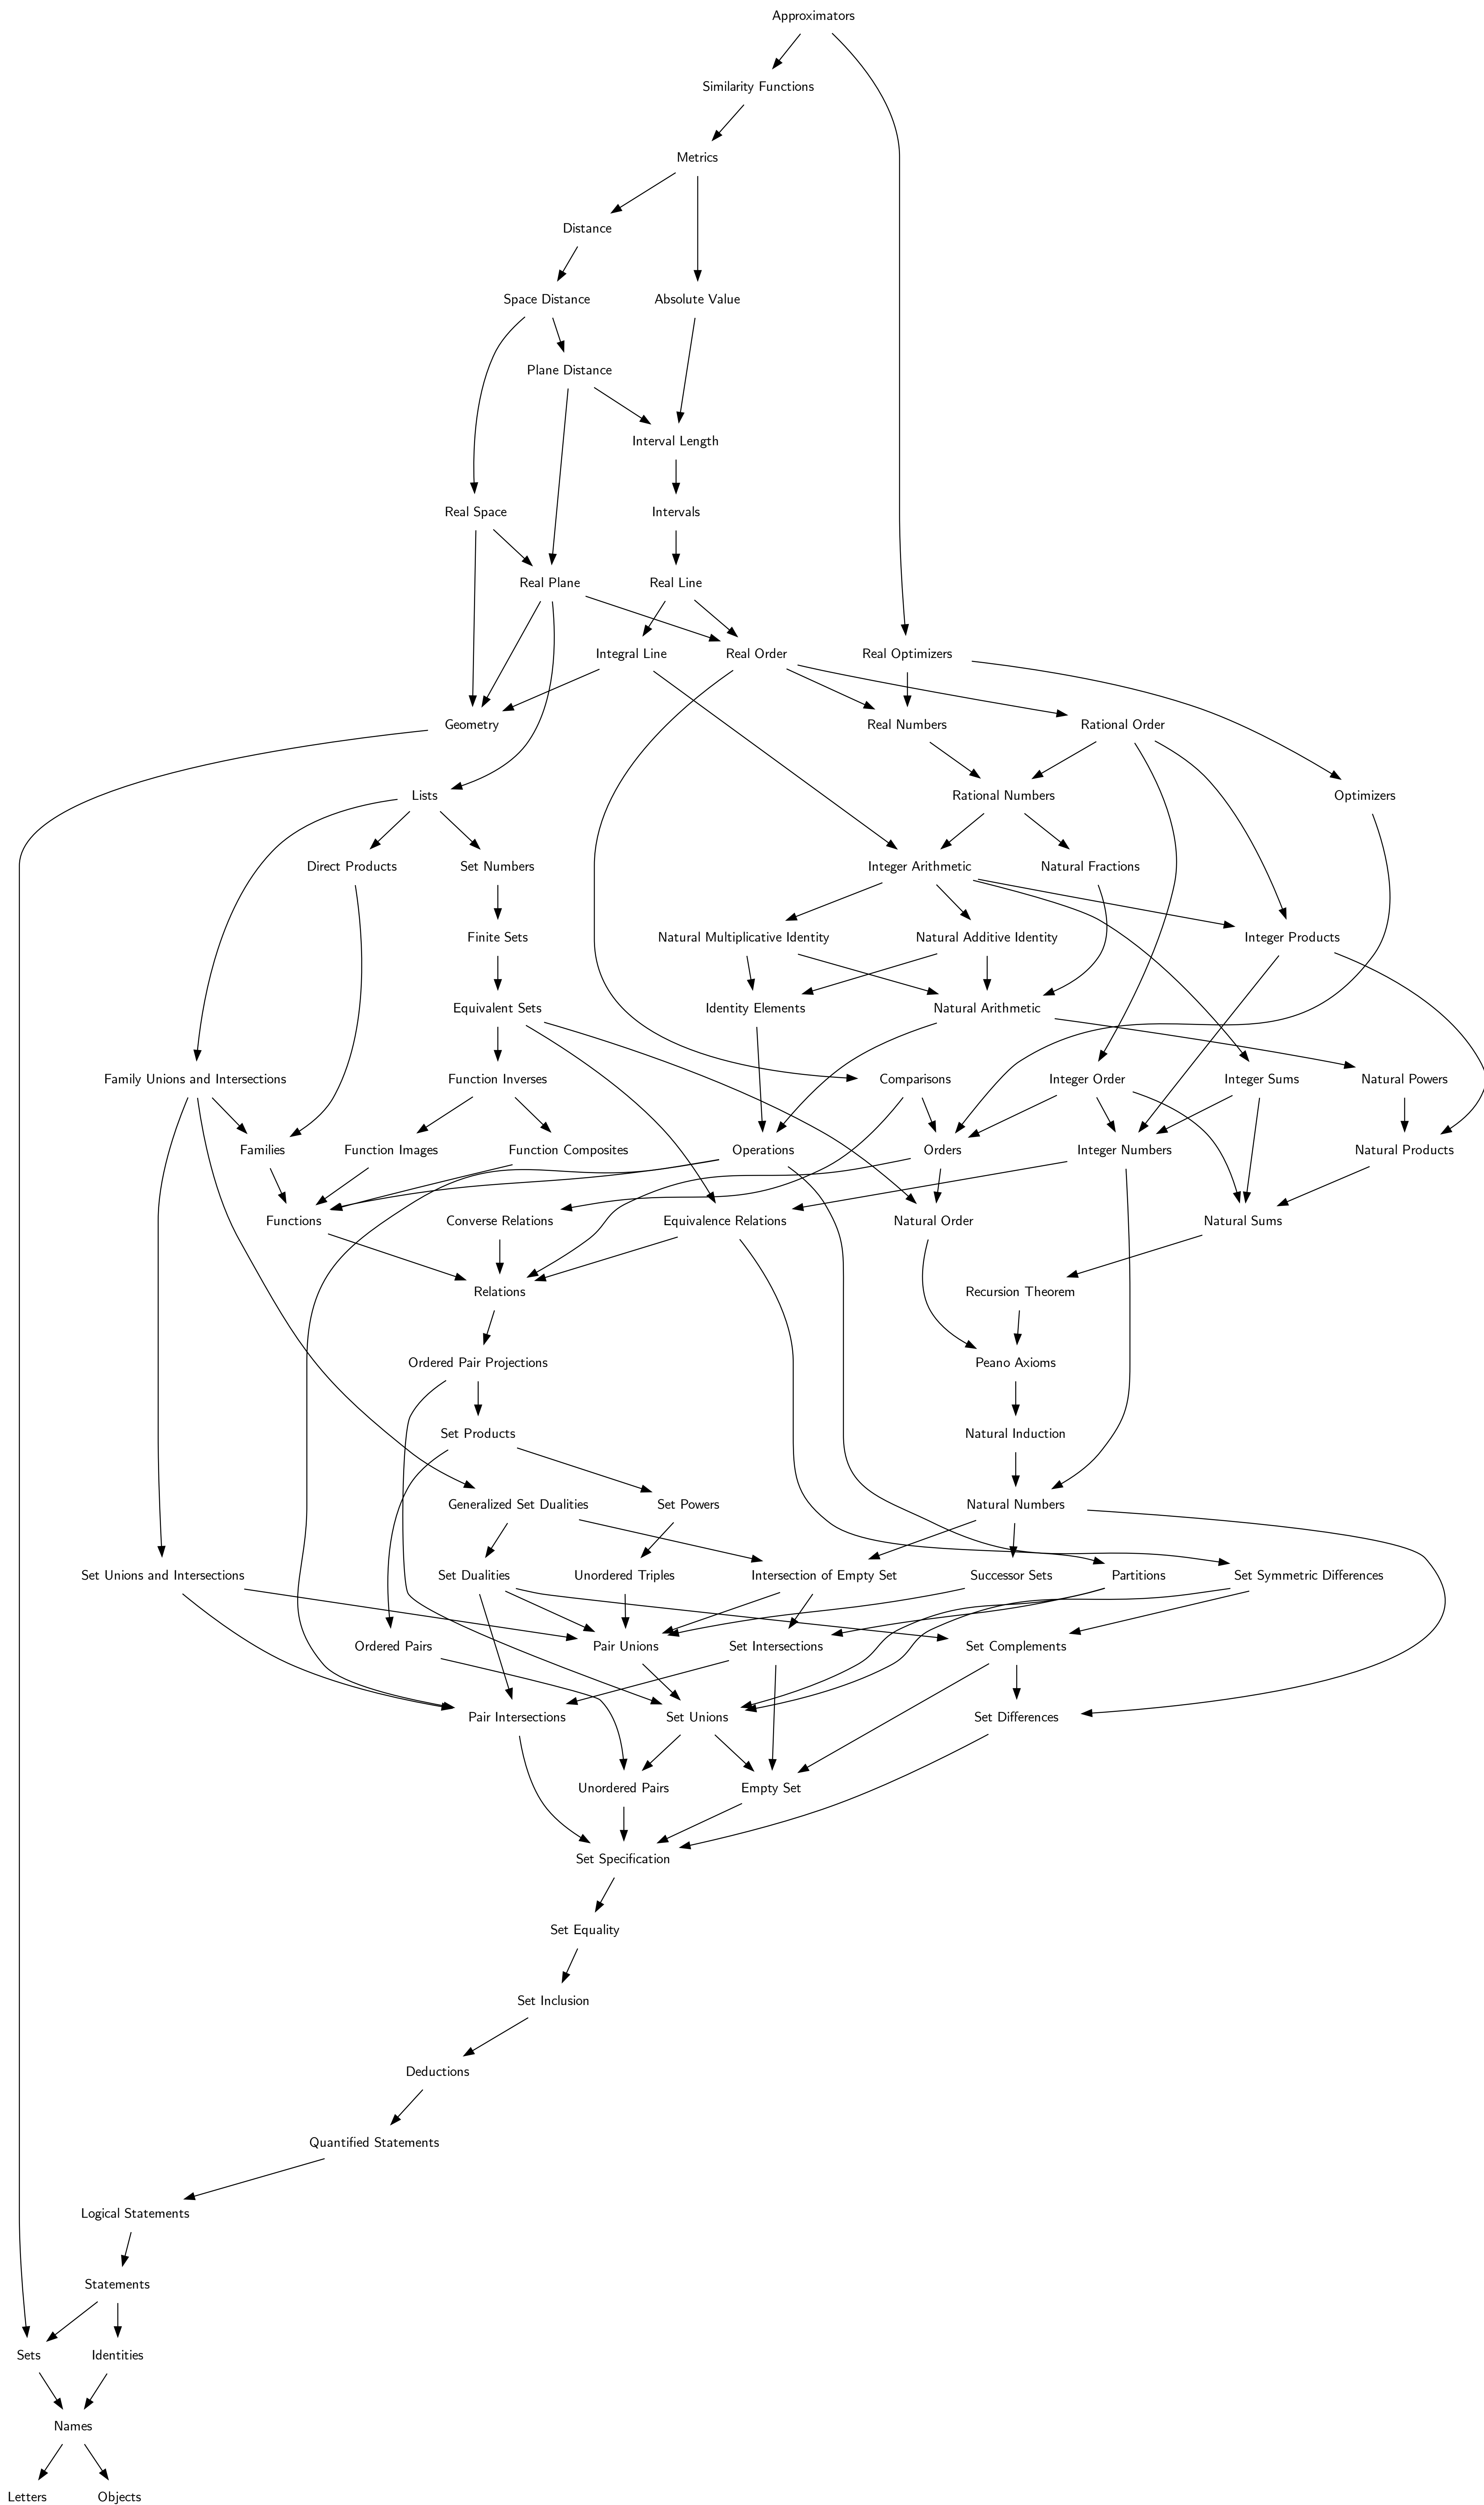 Approximators
Similarity Functions
Metrics
Distance
Space Distance
Absolute Value
Plane Distance
Interval Length
Real Space
Intervals
Real Plane
Real Line
Integral Line
Real Order
Real Optimizers
Geometry
Real Numbers
Rational Order
Lists
Rational Numbers
Optimizers
Direct Products
Set Numbers
Integer Arithmetic
Natural Fractions
Finite Sets
Natural Multiplicative Identity
Natural Additive Identity
Integer Products
Equivalent Sets
Identity Elements
Natural Arithmetic
Family Unions and Intersections
Function Inverses
Comparisons
Integer Order
Integer Sums
Natural Powers
Families
Function Images
Function Composites
Operations
Orders
Integer Numbers
Natural Products
Functions
Converse Relations
Equivalence Relations
Natural Order
Natural Sums
Relations
Recursion Theorem
Ordered Pair Projections
Peano Axioms
Set Products
Natural Induction
Generalized Set Dualities
Set Powers
Natural Numbers
Set Unions and Intersections
Set Dualities
Unordered Triples
Intersection of Empty Set
Successor Sets
Partitions
Set Symmetric Differences
Ordered Pairs
Pair Unions
Set Intersections
Set Complements
Pair Intersections
Set Unions
Set Differences
Unordered Pairs
Empty Set
Set Specification
Set Equality
Set Inclusion
Deductions
Quantified Statements
Logical Statements
Statements
Sets
Identities
Names
Letters
Objects